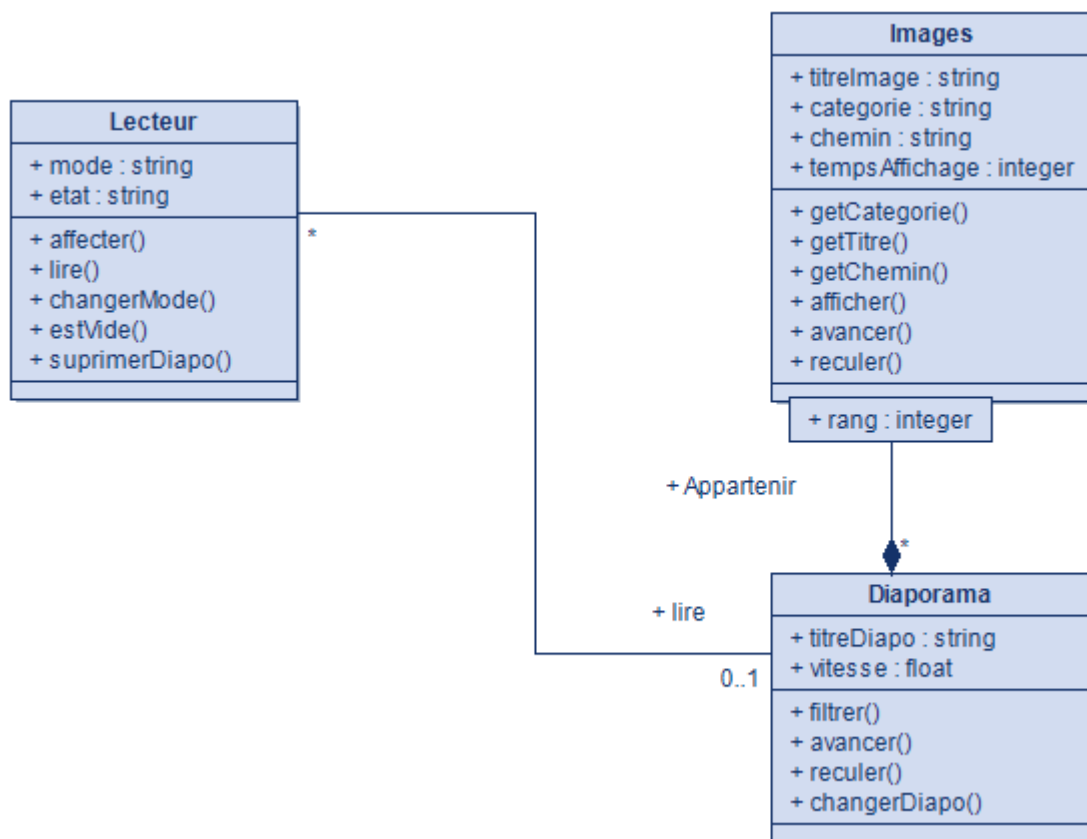 Lecteur
+ mode : string
+ etat : string
+ affecter()
+ lire()
+ changerMode()
+ estVide()
+ suprimerDiapo()
*
Images
+ titreImage : string
+ categorie : string
+ chemin : string
+ tempsAffichage : integer
+ getCategorie()
+ getTitre()
+ getChemin()
+ afficher()
+ avancer()
+ reculer()
+ rang : integer
+ Appartenir
*
+ lire
0..1
Diaporama
+ titreDiapo : string
+ vitesse : float
+ filtrer()
+ avancer()
+ reculer()
+ changerDiapo()